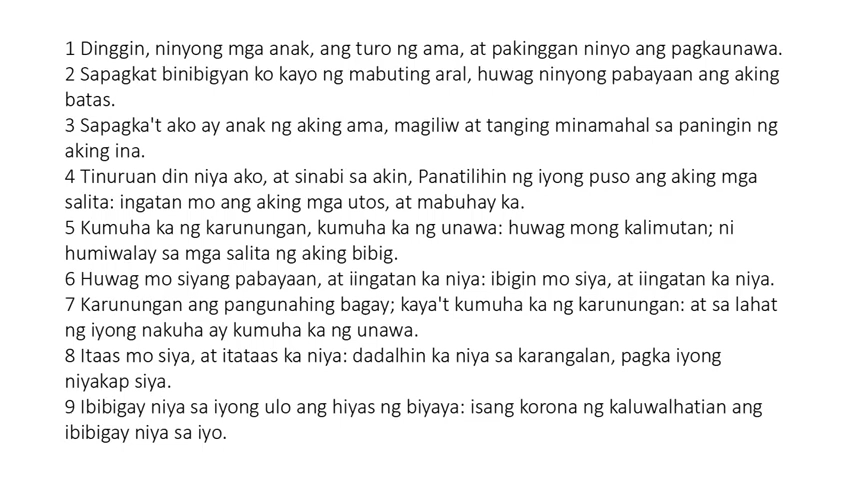 1 Dinggin, ninyong mga anak, ang turo ng ama, at pakinggan ninyo ang pagkaunawa.
2 Sapagkat binibigyan ko kayo ng mabuting aral, huwag ninyong pabayaan ang aking
batas.
3 Sapagka't ako ay anak ng aking ama, magiliw at tanging minamahal sa paningin ng
aking ina.
4 Tinuruan din niya ako, at sinabi sa akin, Panatilihin ng iyong puso ang aking mga
salita: ingatan mo ang aking mga utos, at mabuhay ka.
5 Kumuha ka ng karunungan, kumuha ka ng unawa: huwag mong kalimutan; ni
humiwalay sa mga salita ng aking bibig.
6 Huwag mo siyang pabayaan, at iingatan ka niya: ibigin mo siya, at iingatan ka niya.
7 Karunungan ang pangunahing bagay; kaya't kumuha ka ng karunungan: at sa lahat
ng iyong nakuha ay kumuha ka ng unawa.
8 Itaas mo siya, at itataas ka niya: dadalhin ka niya sa karangalan, pagka iyong
niyakap siya.
9 Ibibigay niya sa iyong ulo ang hiyas ng biyaya: isang korona ng kaluwalhatian ang
ibibigay niya sa iyo.